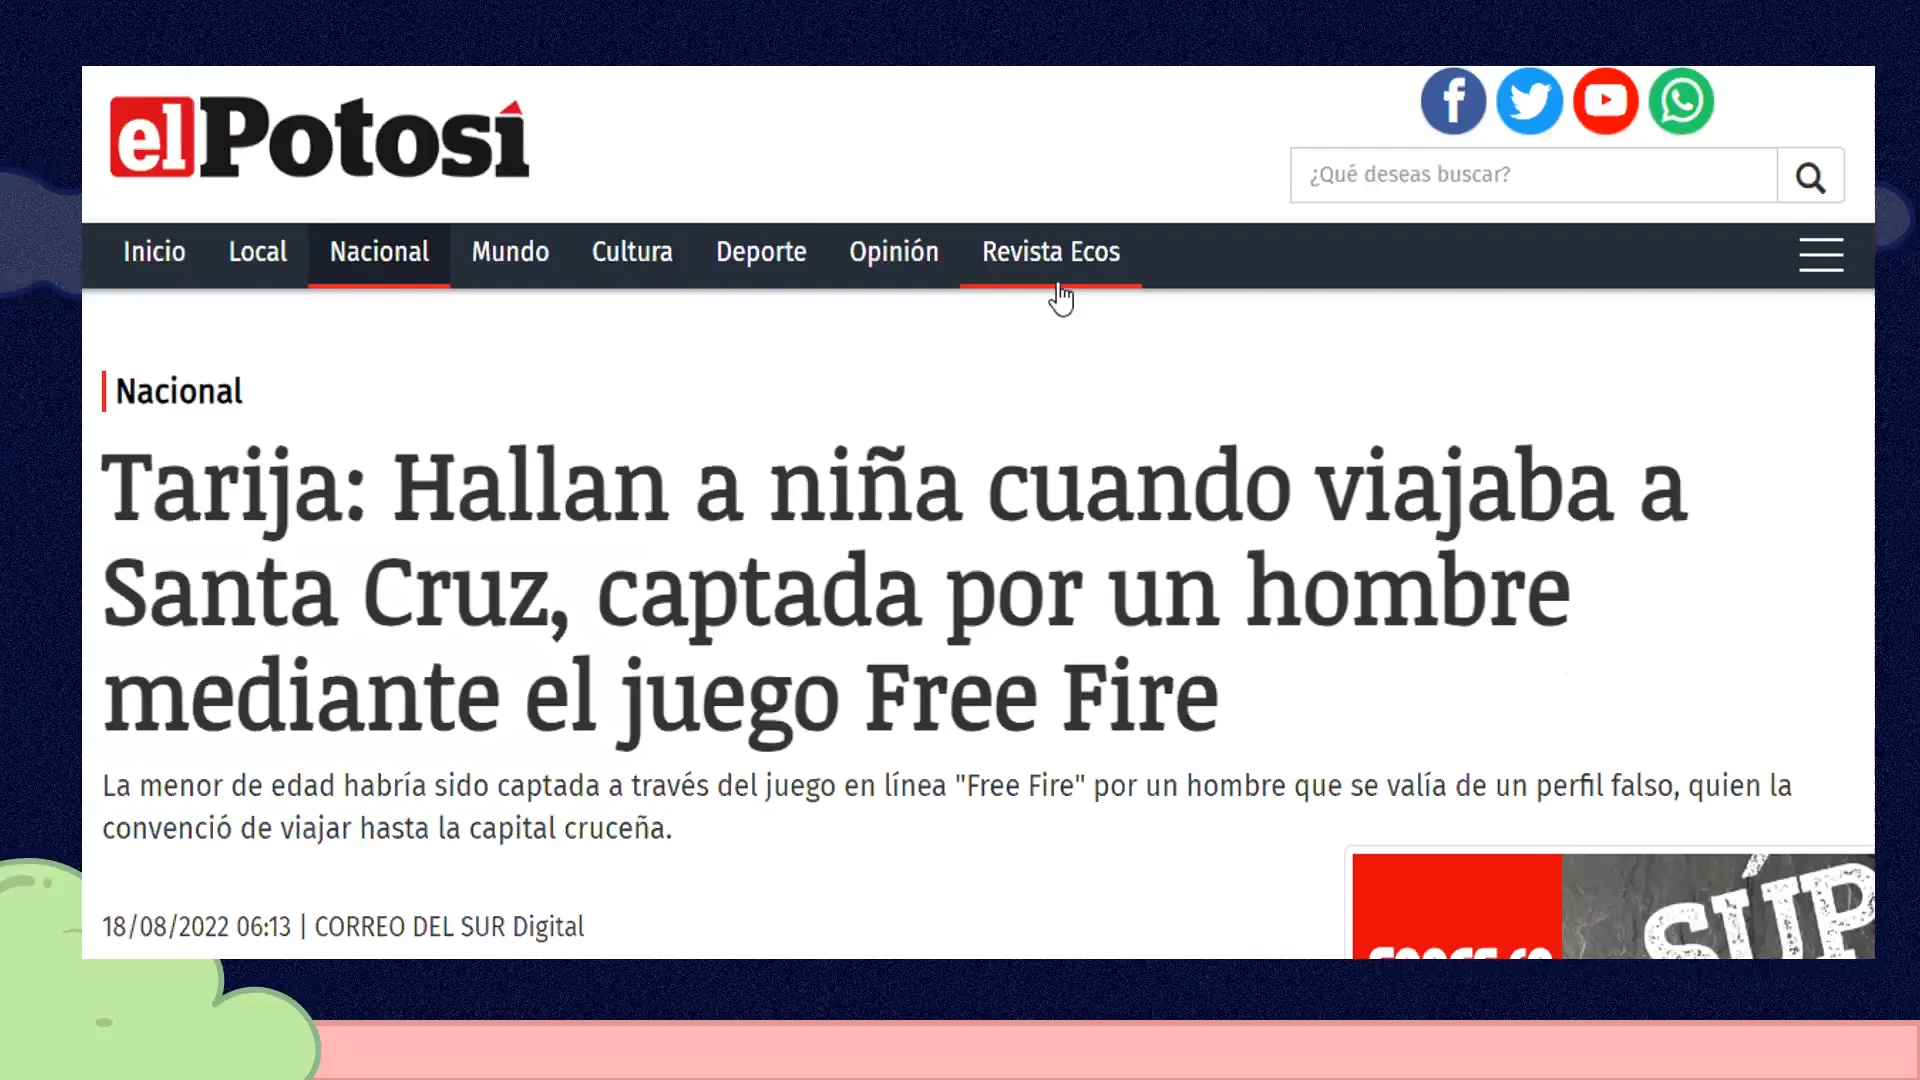 el Potosí
¿Qué deseas buscar?
Inicio Local Nacional Mundo Cultura Deporte Opinión Revista Ecos
Nacional
Tarija: Hallan a niña cuando viajaba a
Santa Cruz, captada por un hombre
mediante el juego Free Fire
La menor de edad habría sido captada a través del juego en línea "Free Fire" por un hombre que se valía de un perfil falso, quien la
convenció de viajar hasta la capital cruceña.
18/08/2022 06:13 | CORREO DEL SUR Digital
SÚP